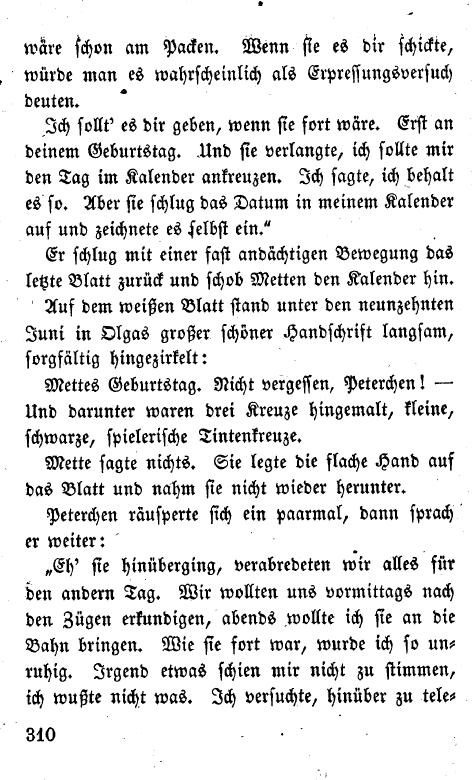 wäre schon am Packen. Wenn sie es dir schickte,
würde man es wahrscheinlich als Erpressungsversuch
deuten.
Ich sollt' es dir geben, wenn sie fort wäre. Erst an
deinem Geburtstag. Und sie verlangte, ich sollte mir
den Tag im Kalender ankreuzen. Ich sagte, ich behalt
es so. Aber sie schlug das Datum in meinem Kalender
auf und zeichnete es selbst ein.“
Er schlug mit einer fast andächtigen Bewegung das
letzte Blatt zurück und schob Metten den Kalender hin.
Auf dem weißen Blatt stand unter den neunzehnten
Juni in Olgas großer schöner Handschrift langsam,
sorgfältig hingezirkelt:
Mettes Geburtstag. Nicht vergessen, Peterchen! —
Und darunter waren drei Kreuze hingemalt, kleine,
schwarze, spielerische Tintenkreuze.
Mette sagte nichts. Sie legte die flache Hand auf
das Blatt und nahm sie nicht wieder herunter.
Peterchen räusperte sich ein paarmal, dann sprach
er weiter:
„Eh' sie hinüberging, verabredeten wir alles für
den andern Tag. Wir wollten uns vormittags nach
den Zügen erkundigen, abends wollte ich sie an die
Bahn bringen. Wie sie fort war, wurde ich so un-
ruhig. Irgend etwas schien mir nicht zu stimmen,
ich wußte nicht was. Ich versuchte, hinüber zu tele-
310